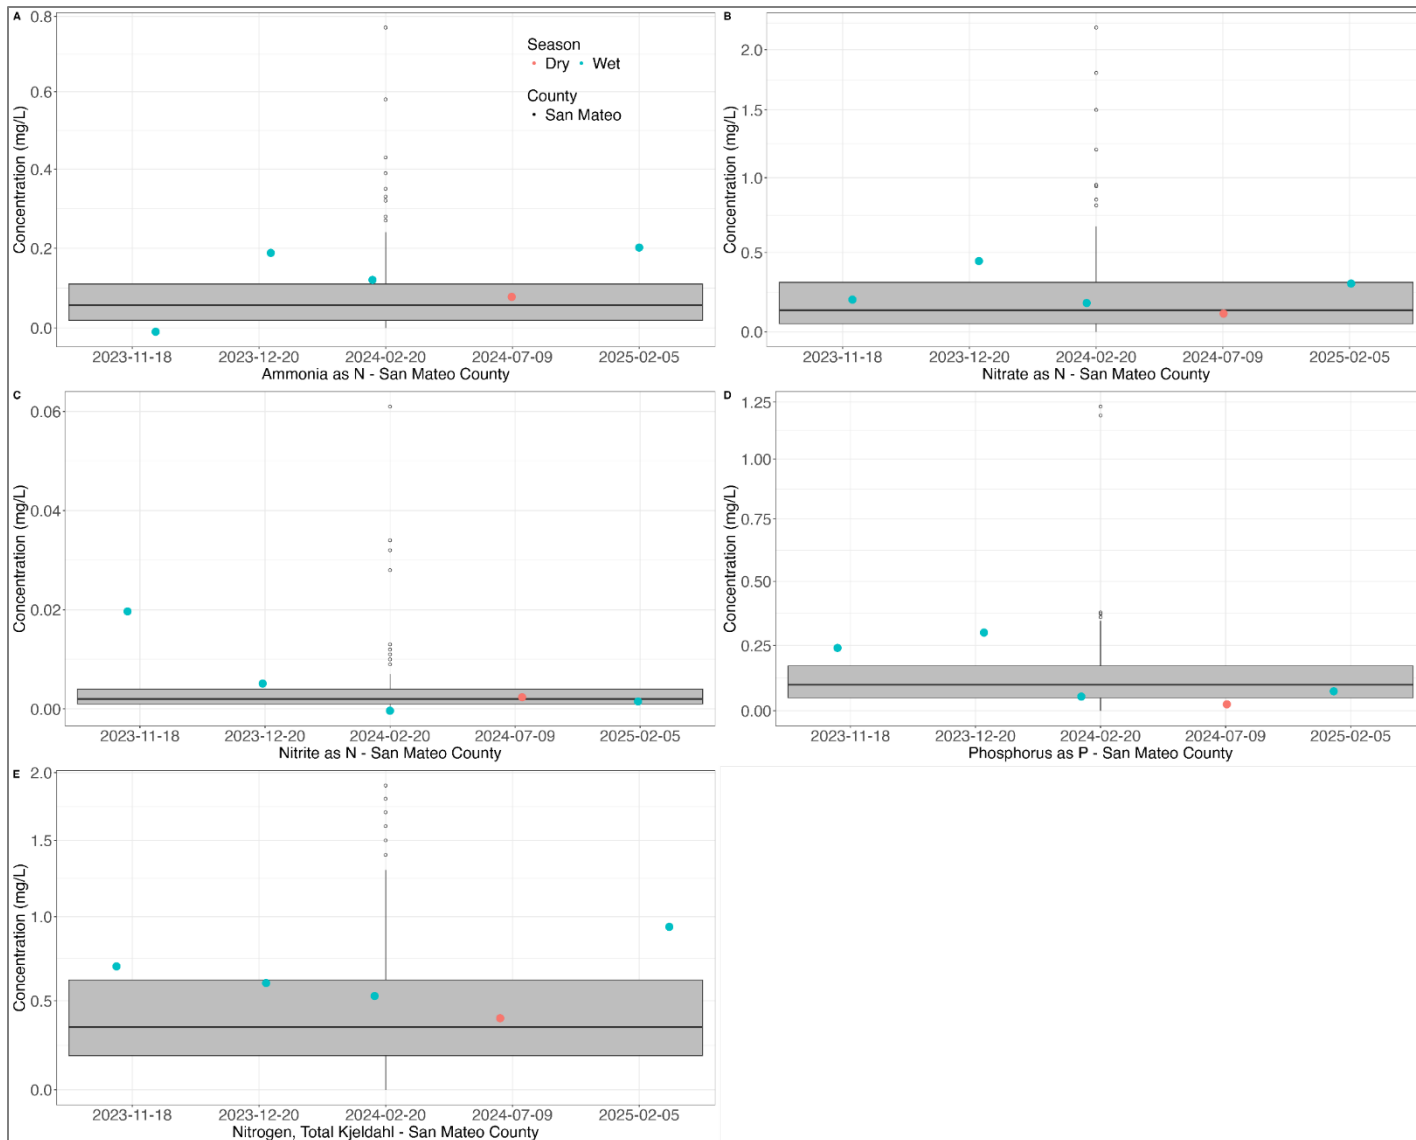 A
0.8
0.6
0.4
0.2
0.0
Concentration (mg/L)
Season
Dry Wet
County
San Mateo
2023-11-18 2023-12-20 2024-02-20 2024-07-09 2025-02-05
Ammonia as N - San Mateo County
B
2.0
1.5
1.0
0.5
0.0
Concentration (mg/L)
2023-11-18 2023-12-20 2024-02-20 2024-07-09 2025-02-05
Nitrate as N - San Mateo County
C
0.06
0.04
0.02
0.00
Concentration (mg/L)
2023-11-18 2023-12-20 2024-02-20 2024-07-09 2025-02-05
Nitrite as N - San Mateo County
D
1.25
1.00
0.75
0.50
0.25
0.00
Concentration (mg/L)
2023-11-18 2023-12-20 2024-02-20 2024-07-09 2025-02-05
Phosphorus as P - San Mateo County
E
2.0
1.5
1.0
0.5
0.0
Concentration (mg/L)
2023-11-18 2023-12-20 2024-02-20 2024-07-09 2025-02-05
Nitrogen, Total Kjeldahl - San Mateo County